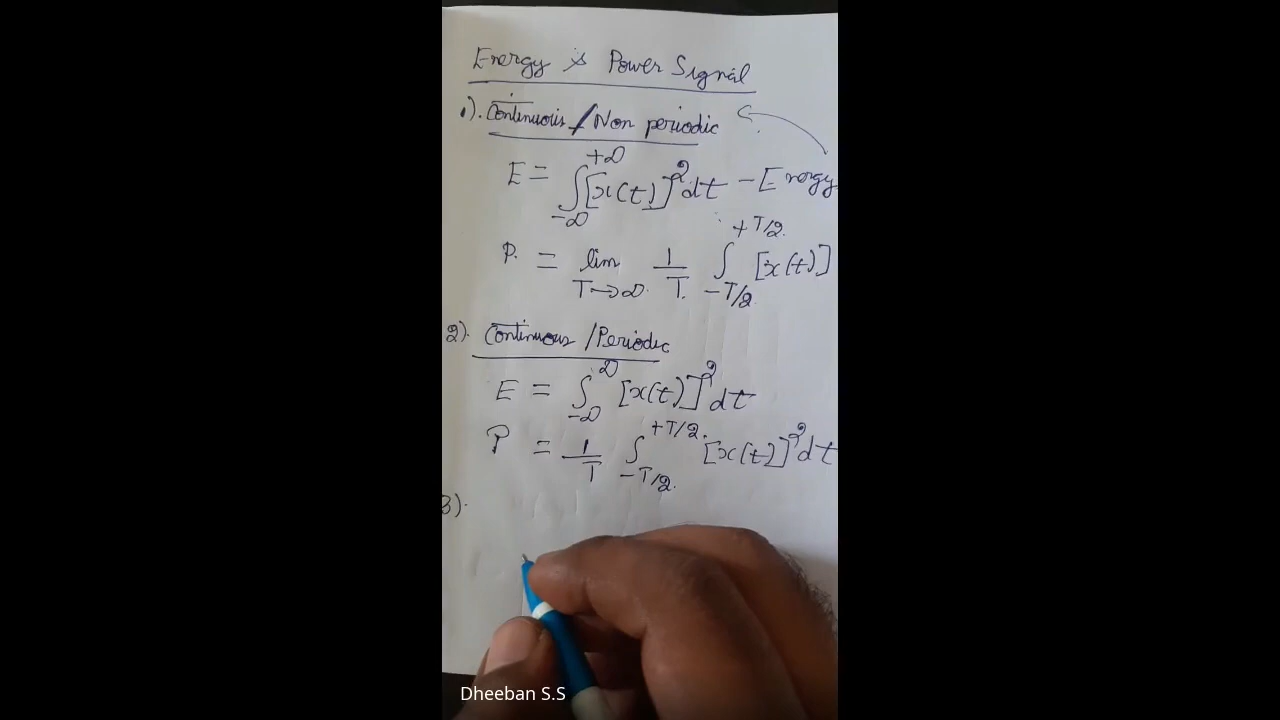 Energy & Power Signal
1). Continuous / Non periodic
E = ∫_{-∞}^{+∞} [x(t)]² dt - Energy
P. = lim_{T→∞} 1/T. ∫_{-T/2}^{+T/2.} [x(t)]
2). Continuous / Periodic
E = ∫_{-∞}^{∞} [x(t)]² dt
P = 1/T ∫_{-T/2.}^{+T/2.} [x(t)]² dt
3).
Dheeban S.S